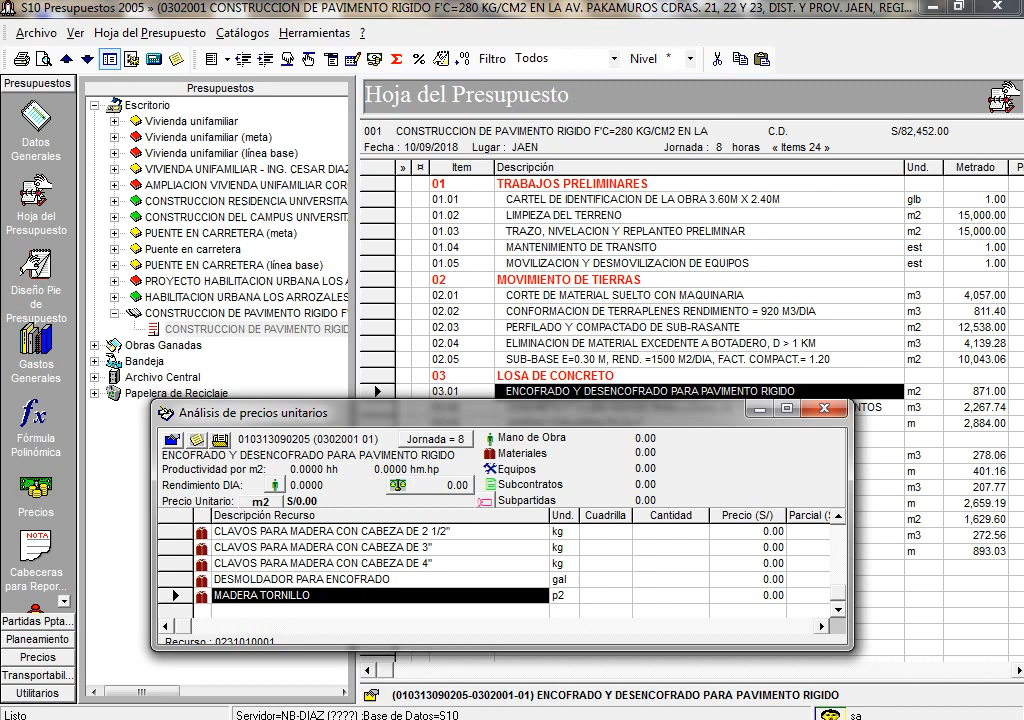 S10 Presupuestos 2005 » (0302001 CONSTRUCCION DE PAVIMENTO RIGIDO F'C=280 KG/CM2 EN LA AV. PAKAMUROS CDRAS. 21, 22 Y 23, DIST. Y PROV. JAEN, REGI...
Archivo Ver Hoja del Presupuesto Catálogos Herramientas ?
Filtro Todos Nivel *
Presupuestos
Datos Generales
Hoja del Presupuesto
Diseño Pie de Presupuesto
Gastos Generales
Fórmula Polinómica
Precios
NOTA
Cabeceras para Repor...
Partidas Ppta...
Planeamiento
Precios
Transportabil...
Utilitarios
Presupuestos
Escritorio
Vivienda unifamiliar
Vivienda unifamiliar (meta)
Vivienda unifamiliar (línea base)
VIVIENDA UNIFAMILIAR - ING. CESAR DIAZ
AMPLIACION VIVIENDA UNIFAMILIAR COR
CONSTRUCCION RESIDENCIA UNIVERSITA
CONSTRUCCION DEL CAMPUS UNIVERSIT
PUENTE EN CARRETERA (meta)
Puente en carretera
PUENTE EN CARRETERA (línea base)
PROYECTO HABILITACION URBANA LOS A
HABILITACION URBANA LOS ARROZALES
CONSTRUCCION DE PAVIMENTO RIGIDO F'
CONSTRUCCION DE PAVIMENTO RIGID
Obras Ganadas
Bandeja
Archivo Central
Papelera de Reciclaje
Hoja del Presupuesto
001 CONSTRUCCION DE PAVIMENTO RIGIDO F'C=280 KG/CM2 EN LA C.D. S/82,452.00
Fecha : 10/09/2018 Lugar : JAEN Jornada : 8 horas « Items 24 »
» ¤ Item Descripción Und. Metrado P
01 TRABAJOS PRELIMINARES
01.01 CARTEL DE IDENTIFICACION DE LA OBRA 3.60M X 2.40M glb 1.00
01.02 LIMPIEZA DEL TERRENO m2 15,000.00
01.03 TRAZO, NIVELACION Y REPLANTEO PRELIMINAR m2 15,000.00
01.04 MANTENIMIENTO DE TRANSITO est 1.00
01.05 MOVILIZACION Y DESMOVILIZACION DE EQUIPOS est 1.00
02 MOVIMIENTO DE TIERRAS
02.01 CORTE DE MATERIAL SUELTO CON MAQUINARIA m3 4,057.00
02.02 CONFORMACION DE TERRAPLENES RENDIMIENTO = 920 M3/DIA m3 811.40
02.03 PERFILADO Y COMPACTADO DE SUB-RASANTE m2 12,538.00
02.04 ELIMINACION DE MATERIAL EXCEDENTE A BOTADERO, D > 1 KM m3 4,139.28
02.05 SUB-BASE E=0.30 M, REND. =1500 M2/DIA, FACT. COMPACT.= 1.20 m2 10,043.06
03 LOSA DE CONCRETO
03.01 ENCOFRADO Y DESENCOFRADO PARA PAVIMENTO RIGIDO m2 871.00
NTOS m3 2,267.74
m 2,884.00
m3 278.06
m 401.16
m3 207.77
m 2,659.19
m2 1,629.60
m3 272.56
m 893.03
Análisis de precios unitarios
010313090205 (0302001 01) Jornada = 8
ENCOFRADO Y DESENCOFRADO PARA PAVIMENTO RIGIDO
Productividad por m2: 0.0000 hh 0.0000 hm.hp
Rendimiento DIA: 0.0000 0.00
Precio Unitario: m2 S/0.00
Mano de Obra 0.00
Materiales 0.00
Equipos 0.00
Subcontratos 0.00
Subpartidas 0.00
Descripción Recurso Und. Cuadrilla Cantidad Precio (S/) Parcial (S
CLAVOS PARA MADERA CON CABEZA DE 2 1/2" kg 0.00
CLAVOS PARA MADERA CON CABEZA DE 3" kg 0.00
CLAVOS PARA MADERA CON CABEZA DE 4" kg 0.00
DESMOLDADOR PARA ENCOFRADO gal 0.00
MADERA TORNILLO p2 0.00
Recurso : 0231010001
(010313090205-0302001-01) ENCOFRADO Y DESENCOFRADO PARA PAVIMENTO RIGIDO
Listo Servidor=NB-DIAZ (????) :Base de Datos=S10 sa